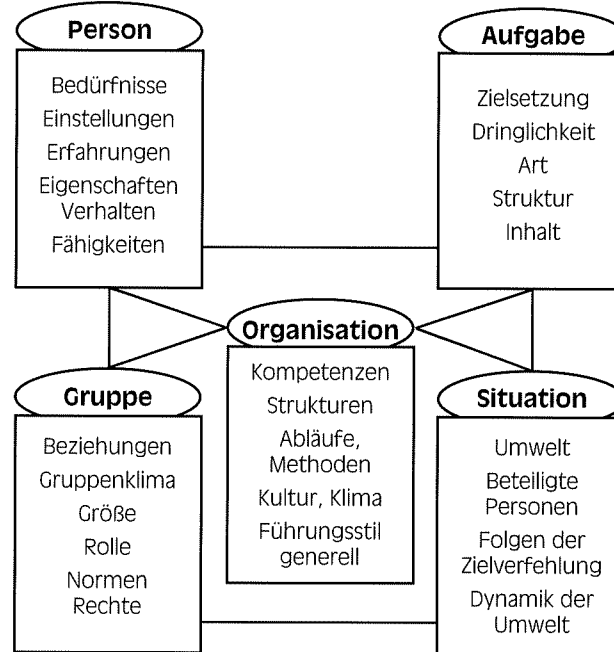 Person
Bedürfnisse
Einstellungen
Erfahrungen
Eigenschaften
Verhalten
Fähigkeiten
Aufgabe
Zielsetzung
Dringlichkeit
Art
Struktur
Inhalt
Organisation
Kompetenzen
Strukturen
Abläufe,
Methoden
Kultur, Klima
Führungsstil
generell
Gruppe
Beziehungen
Gruppenklima
Größe
Rolle
Normen
Rechte
Situation
Umwelt
Beteiligte
Personen
Folgen der
Zielverfehlung
Dynamik der
Umwelt